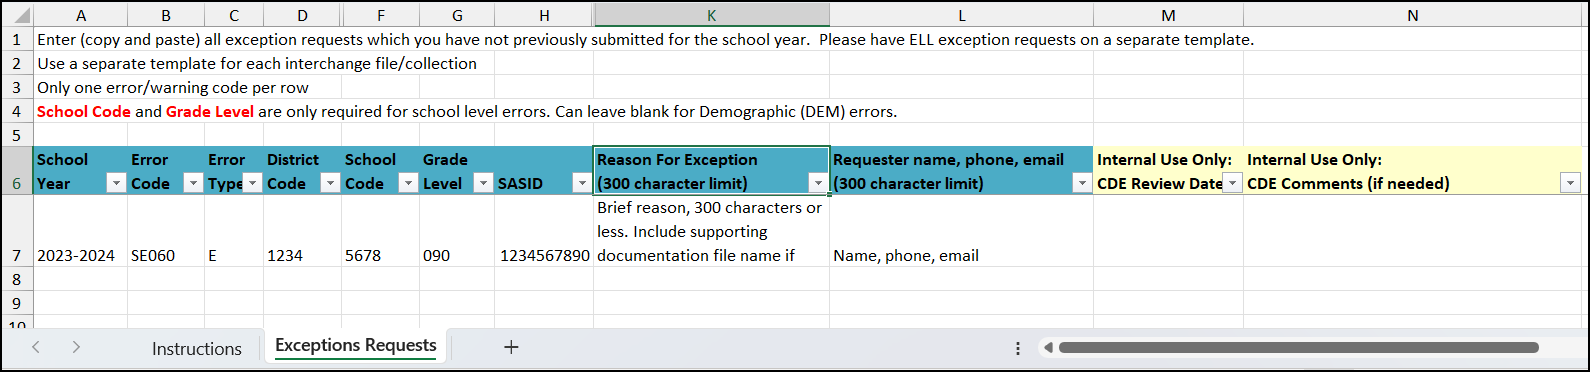 A B C D F G H K L M N
1 Enter (copy and paste) all exception requests which you have not previously submitted for the school year.  Please have ELL exception requests on a separate template.
2 Use a separate template for each interchange file/collection
3 Only one error/warning code per row
4 School Code and Grade Level are only required for school level errors. Can leave blank for Demographic (DEM) errors.
5
School Error Error District School Grade Reason For Exception Requester name, phone, email Internal Use Only: Internal Use Only:
6 Year Code Type Code Code Level SASID (300 character limit) (300 character limit) CDE Review Date CDE Comments (if needed)
Brief reason, 300 characters or
less. Include supporting
7 2023-2024 SE060 E 1234 5678 090 1234567890 documentation file name if Name, phone, email
8
9
10
Instructions Exceptions Requests +